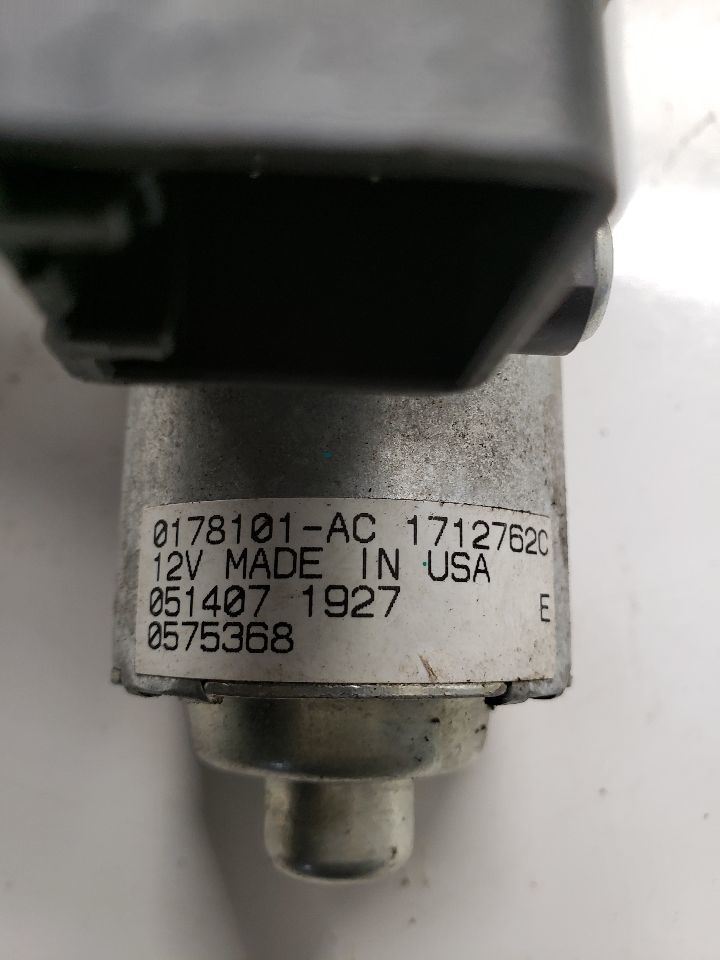 0178101-AC 1712762C
12V MADE IN USA
051407 1927 E
0575368